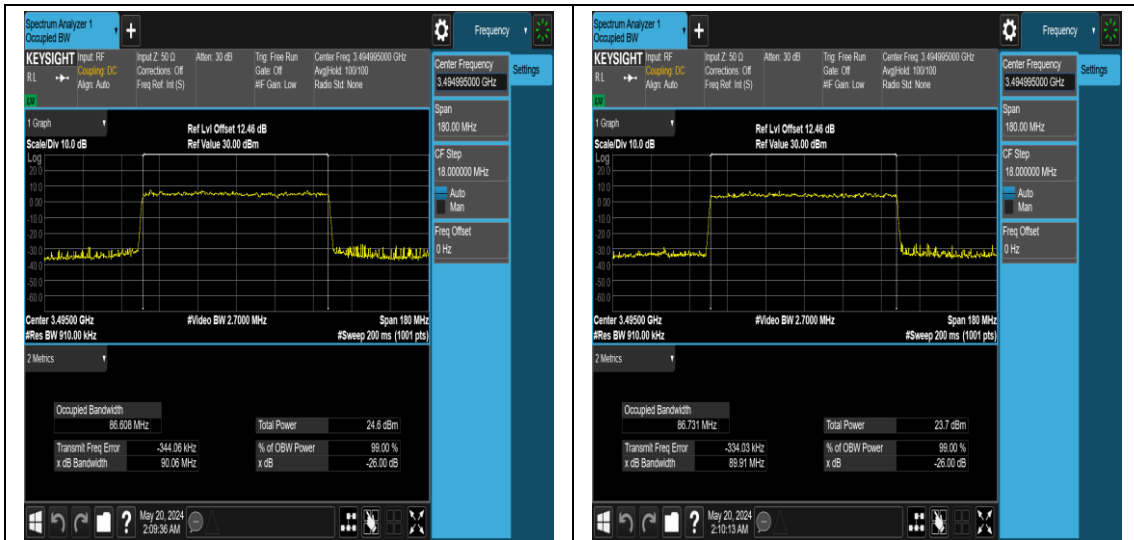 Spectrum Analyzer 1
Occupied BW
+
Frequency
KEYSIGHT
Input: RF
Input Z: 50 Ω
Atten: 30 dB
Trig: Free Run
Center Freq: 3.494995000 GHz
RL
Coupling: DC
Corrections: Off
Gate: Off
Avg|Hold: 100/100
Align: Auto
Freq Ref: Int (S)
#IF Gain: Low
Radio Std: None
Center Frequency
3.494995000 GHz
Settings
Span
180.00 MHz
CF Step
18.000000 MHz
Auto
Man
Freq Offset
0 Hz
1 Graph
Scale/Div 10.0 dB
Ref Lvl Offset 12.46 dB
Ref Value 30.00 dBm
Log
20.0
10.0
0.00
-10.0
-20.0
-30.0
-40.0
-50.0
-60.0
Center 3.49500 GHz
#Video BW 2.7000 MHz
Span 180 MHz
#Res BW 910.00 kHz
#Sweep 200 ms (1001 pts)
2 Metrics
Occupied Bandwidth
86.608 MHz
Total Power 24.6 dBm
Transmit Freq Error -344.06 kHz
% of OBW Power 99.00 %
x dB Bandwidth 90.06 MHz
x dB -26.00 dB
?
May 20, 2024
2:09:36 AM
Spectrum Analyzer 1
Occupied BW
+
Frequency
KEYSIGHT
Input: RF
Input Z: 50 Ω
Atten: 30 dB
Trig: Free Run
Center Freq: 3.494995000 GHz
RL
Coupling: DC
Corrections: Off
Gate: Off
Avg|Hold: 100/100
Align: Auto
Freq Ref: Int (S)
#IF Gain: Low
Radio Std: None
Center Frequency
3.494995000 GHz
Settings
Span
180.00 MHz
CF Step
18.000000 MHz
Auto
Man
Freq Offset
0 Hz
1 Graph
Scale/Div 10.0 dB
Ref Lvl Offset 12.46 dB
Ref Value 30.00 dBm
Log
20.0
10.0
0.00
-10.0
-20.0
-30.0
-40.0
-50.0
-60.0
Center 3.49500 GHz
#Video BW 2.7000 MHz
Span 180 MHz
#Res BW 910.00 kHz
#Sweep 200 ms (1001 pts)
2 Metrics
Occupied Bandwidth
86.731 MHz
Total Power 23.7 dBm
Transmit Freq Error -334.03 kHz
% of OBW Power 99.00 %
x dB Bandwidth 89.91 MHz
x dB -26.00 dB
?
May 20, 2024
2:10:13 AM